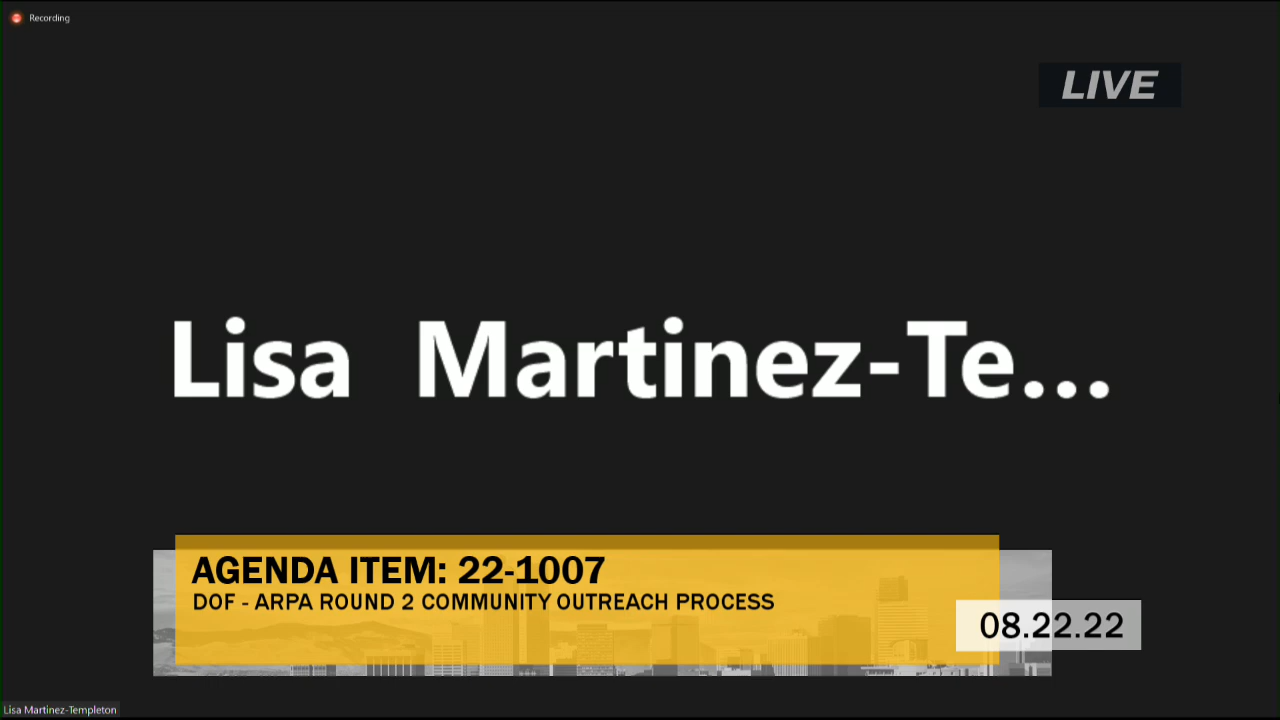 Recording
LIVE
Lisa Martinez-Te...
AGENDA ITEM: 22-1007
DOF - ARPA ROUND 2 COMMUNITY OUTREACH PROCESS
08.22.22
Lisa Martinez-Templeton